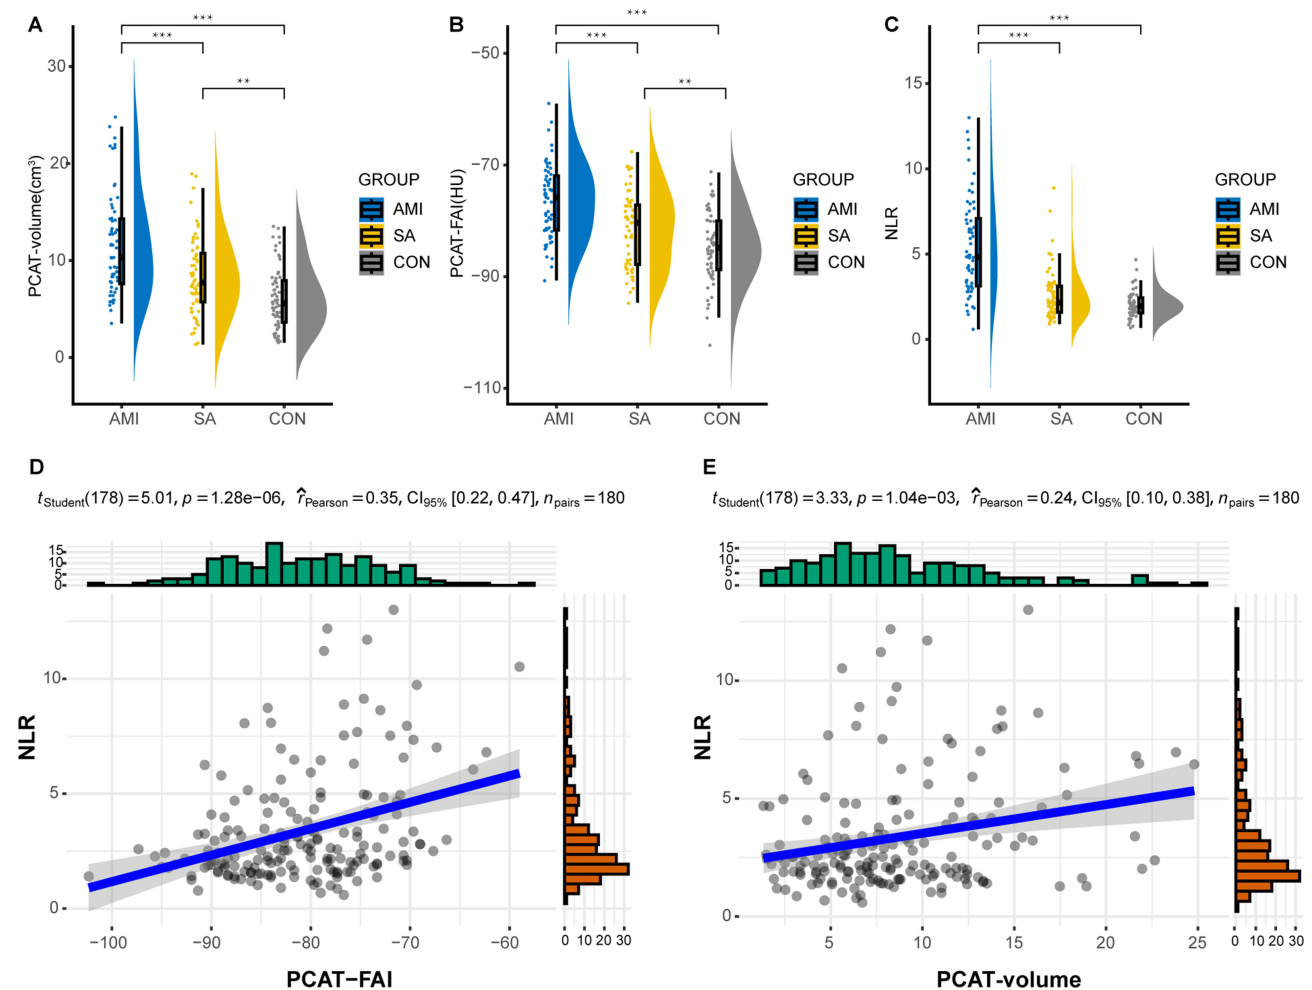 A
***
***
**
30
20
10
0
PCAT-volume(cm³)
AMI SA CON
GROUP
AMI
SA
CON
B
***
***
**
−50
−70
−90
−110
PCAT-FAI(HU)
AMI SA CON
GROUP
AMI
SA
CON
C
***
***
15
10
5
0
NLR
AMI SA CON
GROUP
AMI
SA
CON
D
t_Student(178) = 5.01, p = 1.28e−06, r̂_Pearson = 0.35, CI_95% [0.22, 0.47], n_pairs = 180
15
10
5
0
10
5
0
NLR
−100 −90 −80 −70 −60
0 10 20 30
PCAT−FAI
E
t_Student(178) = 3.33, p = 1.04e−03, r̂_Pearson = 0.24, CI_95% [0.10, 0.38], n_pairs = 180
15
10
5
0
10
5
0
NLR
5 10 15 20 25
0 10 20 30
PCAT-volume